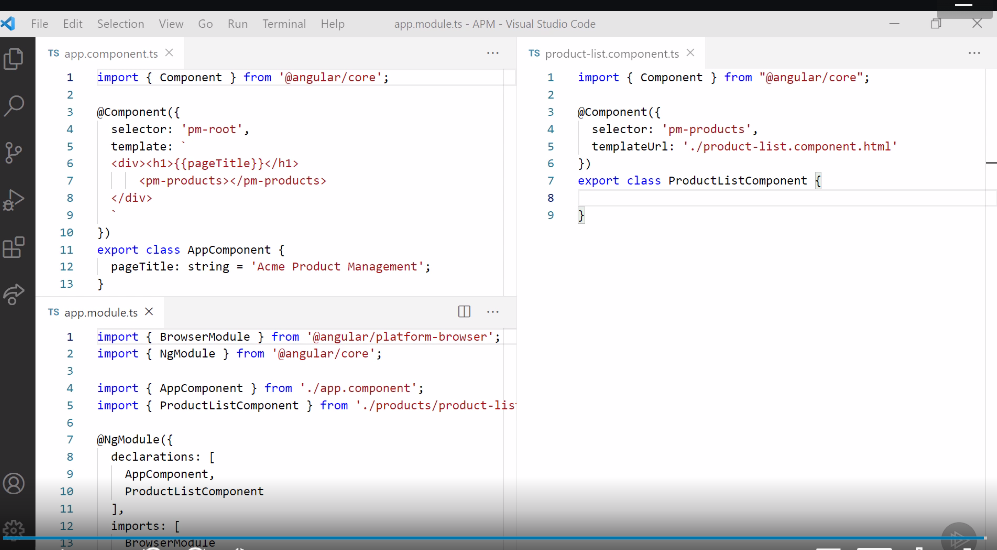 File Edit Selection View Go Run Terminal Help app.module.ts - APM - Visual Studio Code
TS app.component.ts
1 import { Component } from '@angular/core';
2
3 @Component({
4 selector: 'pm-root',
5 template: `
6 <div><h1>{{pageTitle}}</h1>
7 <pm-products></pm-products>
8 </div>
9 `
10 })
11 export class AppComponent {
12 pageTitle: string = 'Acme Product Management';
13 }
TS app.module.ts
1 import { BrowserModule } from '@angular/platform-browser';
2 import { NgModule } from '@angular/core';
3
4 import { AppComponent } from './app.component';
5 import { ProductListComponent } from './products/product-lis
6
7 @NgModule({
8 declarations: [
9 AppComponent,
10 ProductListComponent
11 ],
12 imports: [
13 BrowserModule
TS product-list.component.ts
1 import { Component } from "@angular/core";
2
3 @Component({
4 selector: 'pm-products',
5 templateUrl: './product-list.component.html'
6 })
7 export class ProductListComponent {
8
9 }